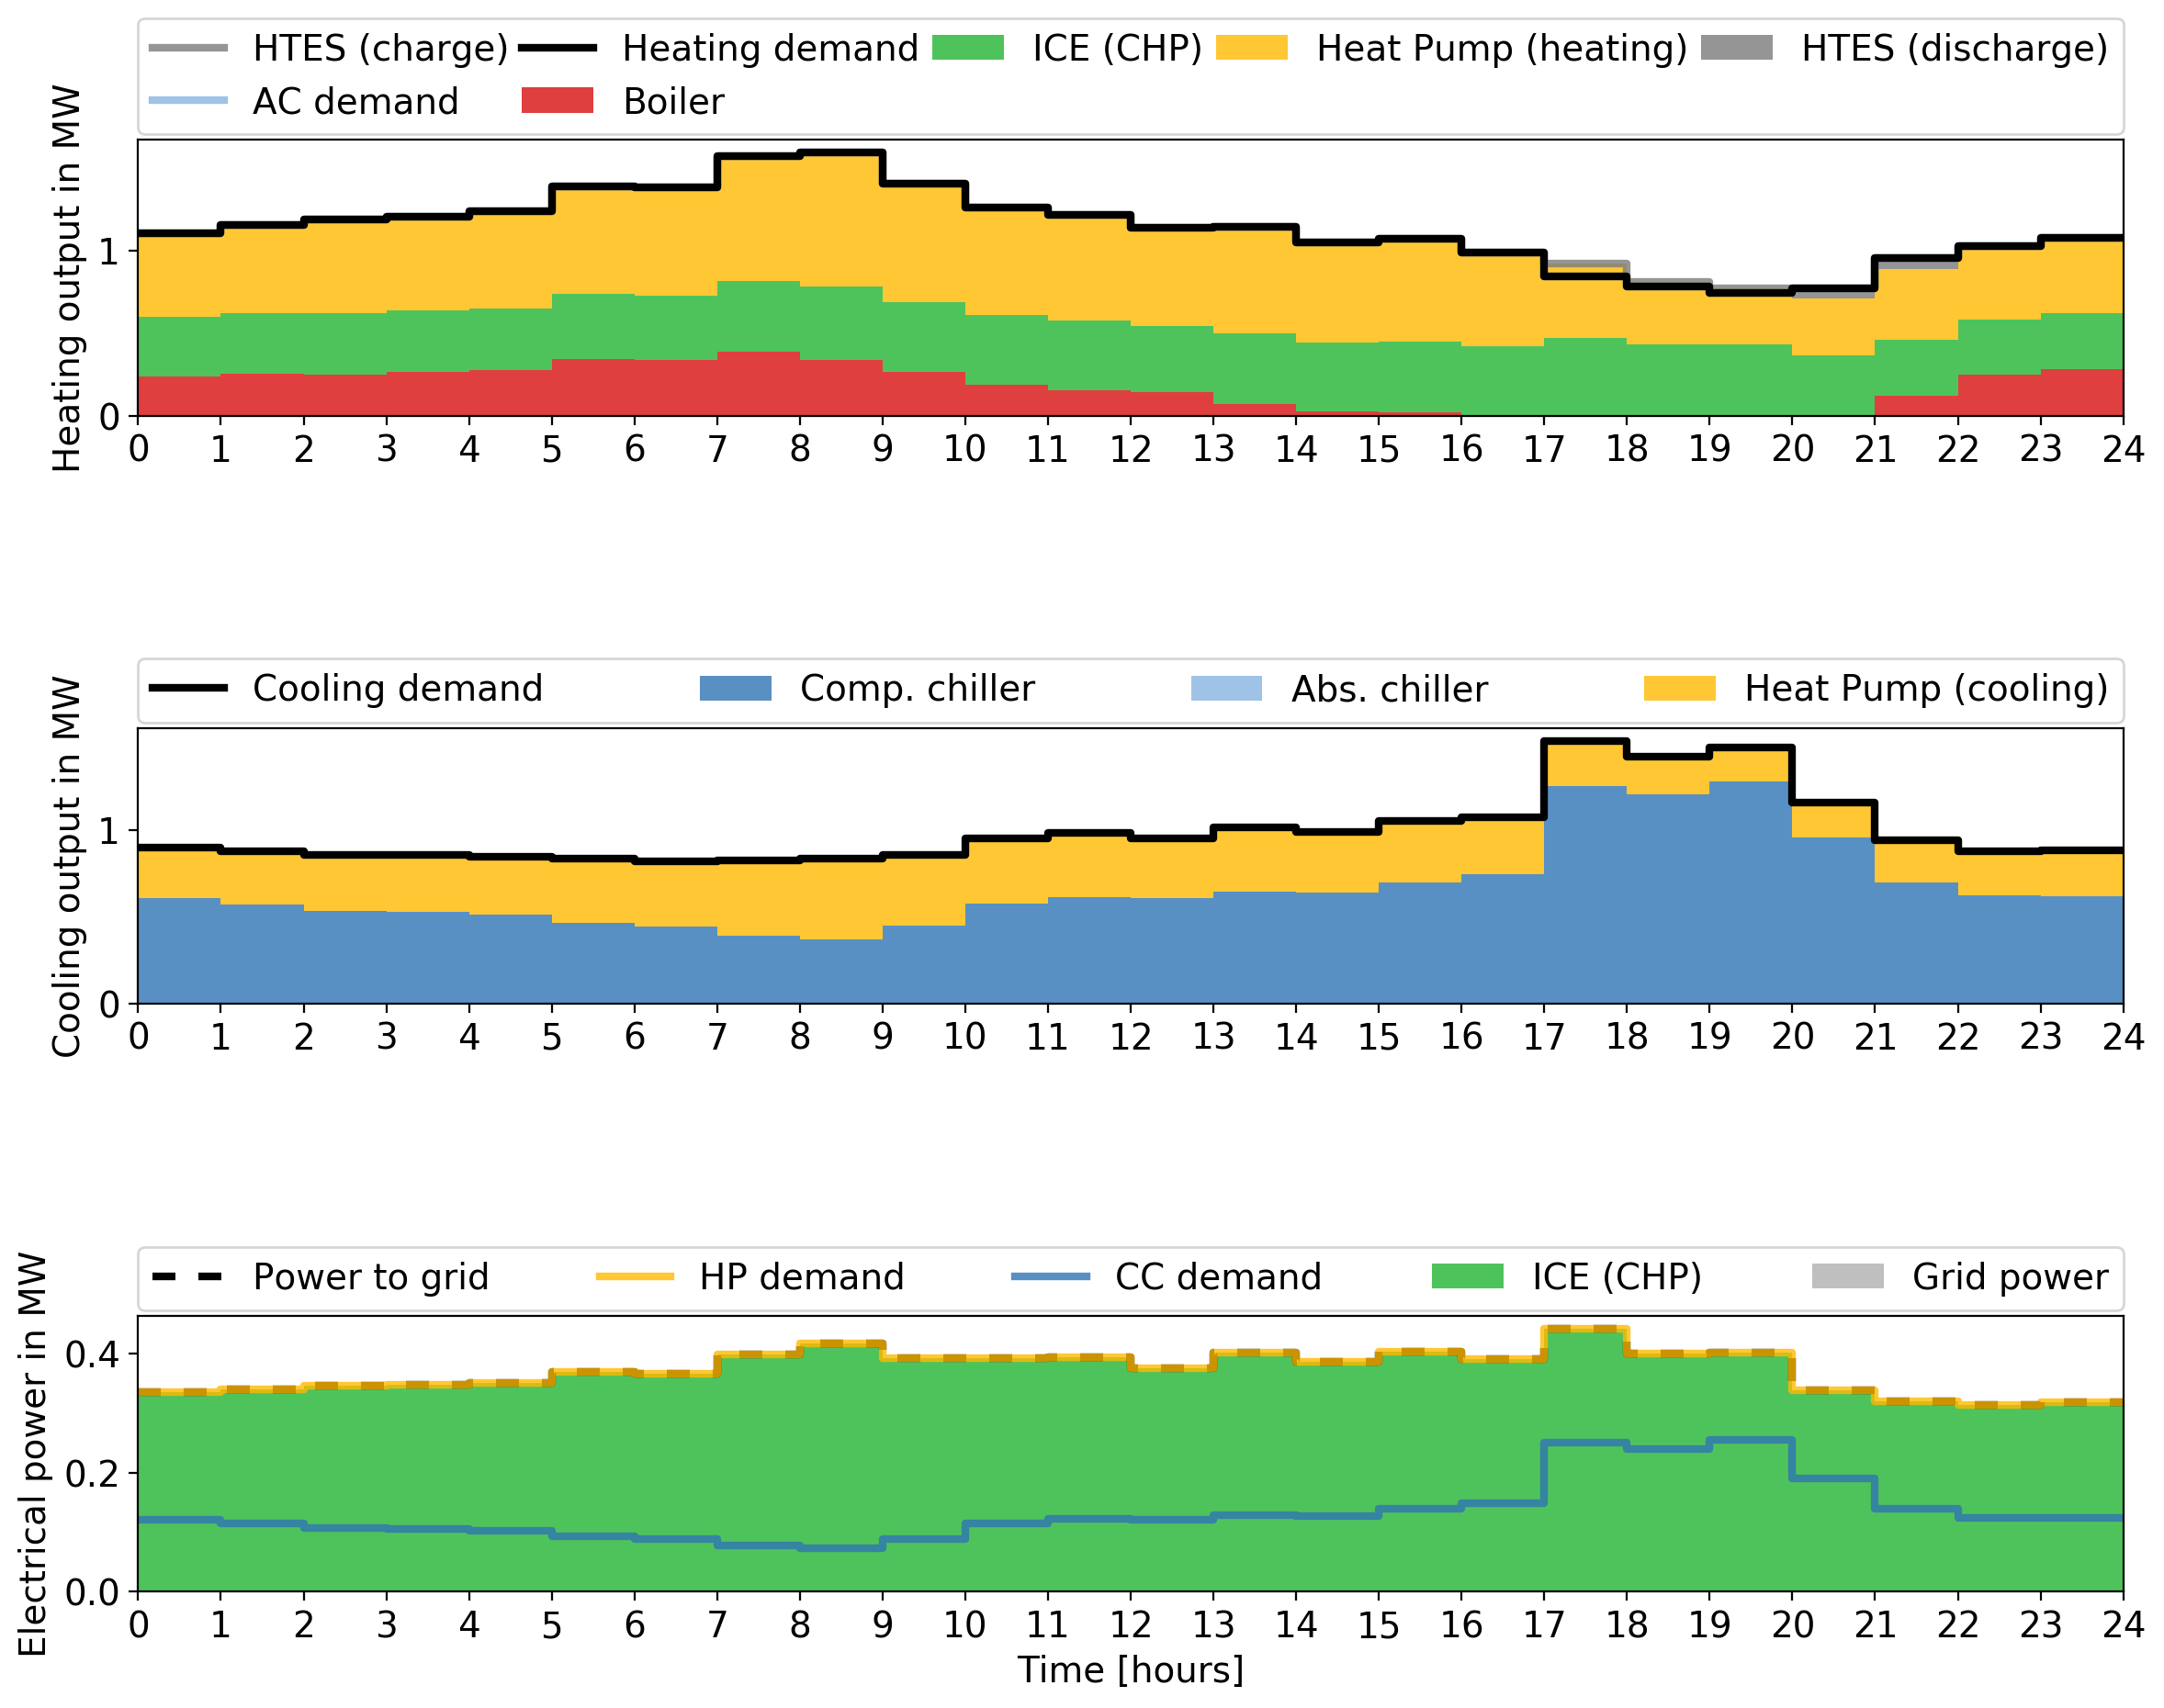 HTES (charge) Heating demand ICE (CHP) Heat Pump (heating) HTES (discharge)
AC demand Boiler
Heating output in MW
1
0
0 1 2 3 4 5 6 7 8 9 10 11 12 13 14 15 16 17 18 19 20 21 22 23 24
Cooling demand Comp. chiller Abs. chiller Heat Pump (cooling)
Cooling output in MW
1
0
0 1 2 3 4 5 6 7 8 9 10 11 12 13 14 15 16 17 18 19 20 21 22 23 24
Power to grid HP demand CC demand ICE (CHP) Grid power
Electrical power in MW
0.4
0.2
0.0
0 1 2 3 4 5 6 7 8 9 10 11 12 13 14 15 16 17 18 19 20 21 22 23 24
Time [hours]